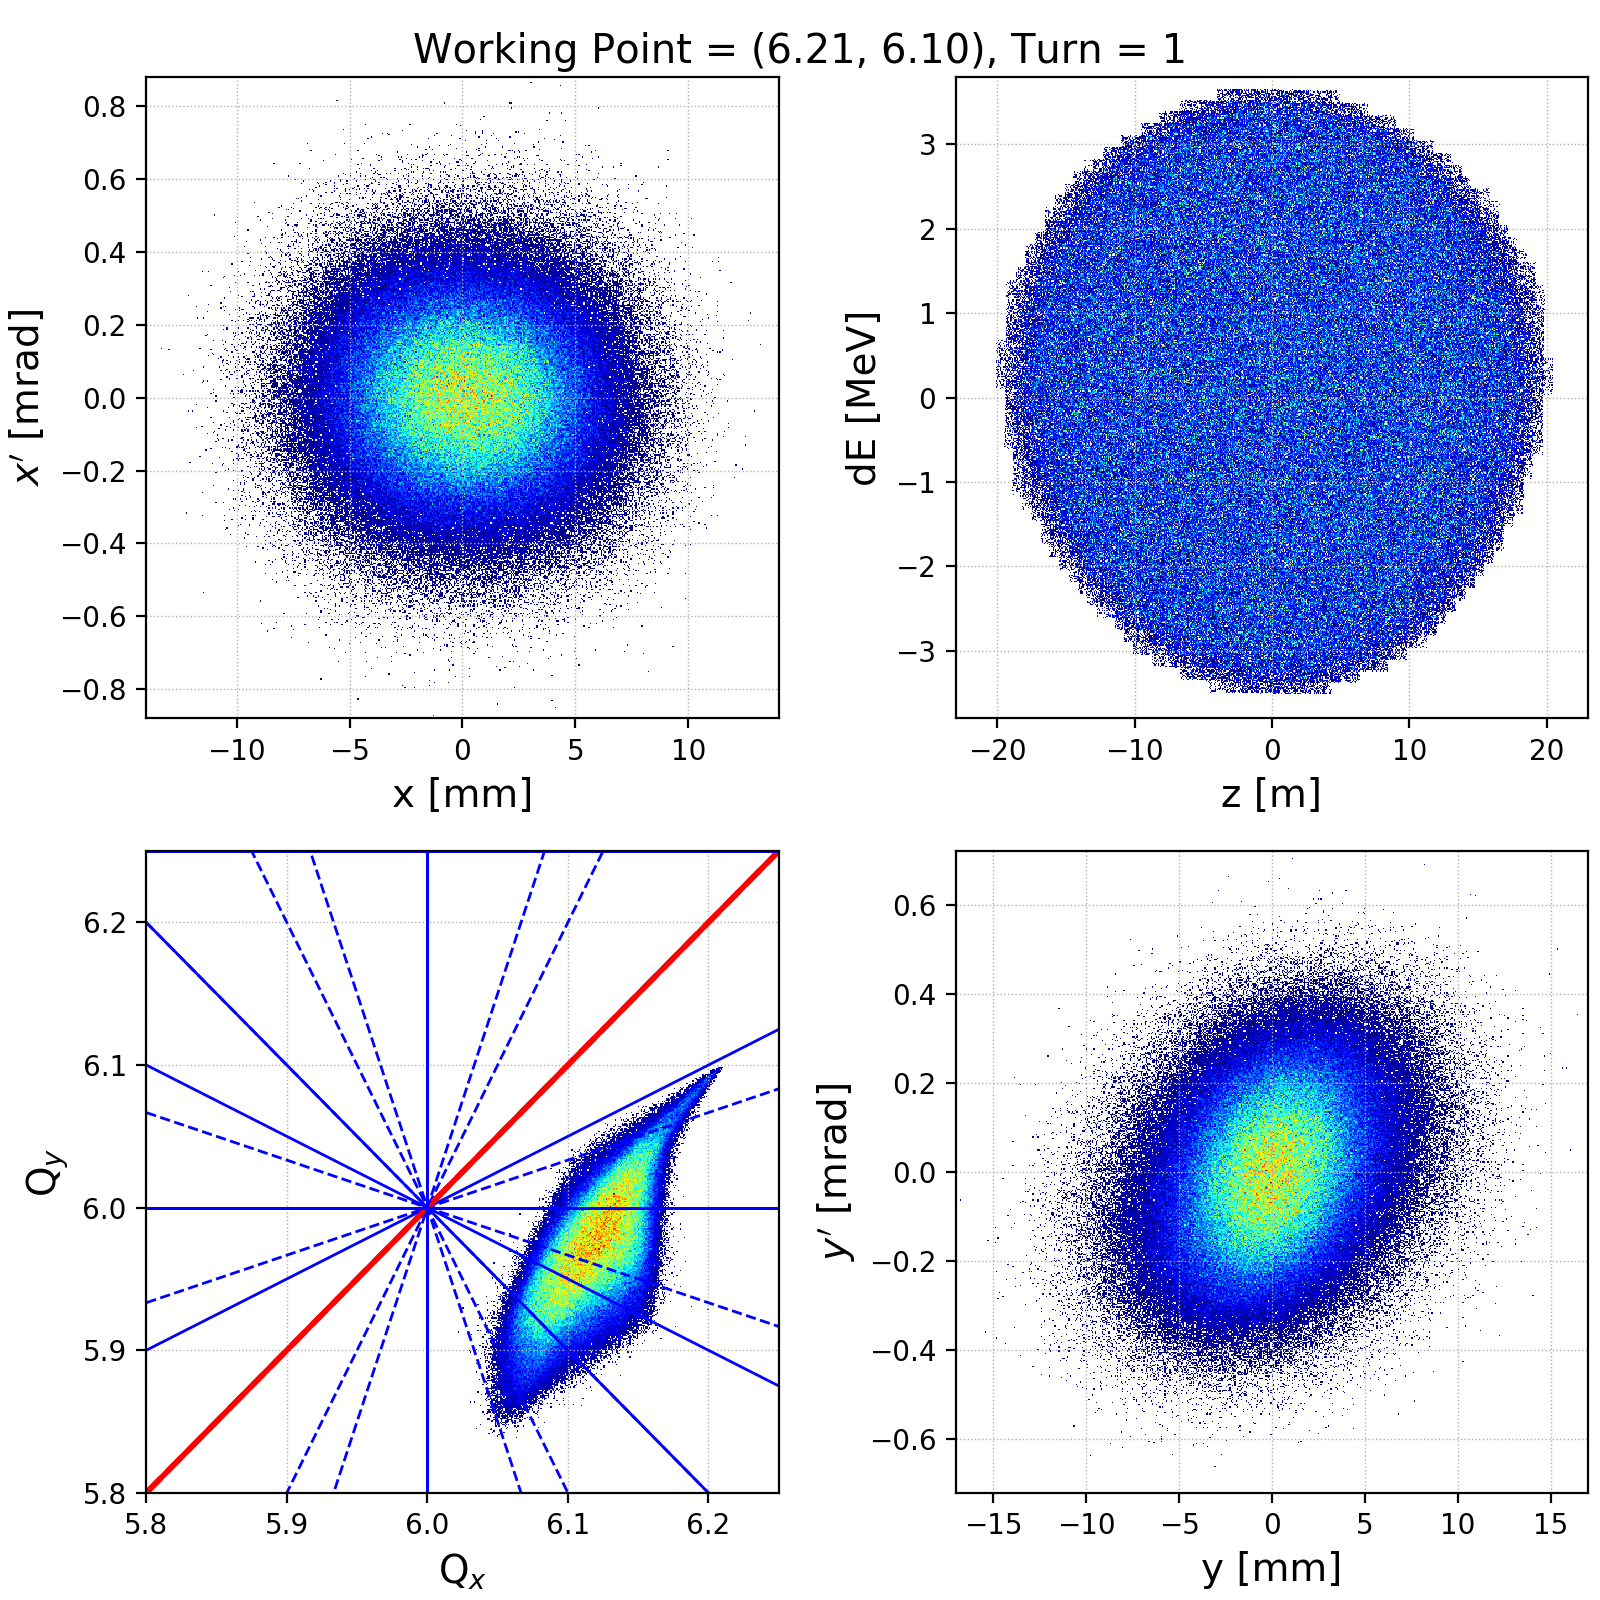 Working Point = (6.21, 6.10), Turn = 1
0.8
0.6
0.4
0.2
0.0
−0.2
−0.4
−0.6
−0.8
x′ [mrad]
−10 −5 0 5 10
x [mm]
3
2
1
0
−1
−2
−3
dE [MeV]
−20 −10 0 10 20
z [m]
6.2
6.1
6.0
5.9
5.8
Qy
5.8 5.9 6.0 6.1 6.2
Qx
0.6
0.4
0.2
0.0
−0.2
−0.4
−0.6
y′ [mrad]
−15 −10 −5 0 5 10 15
y [mm]